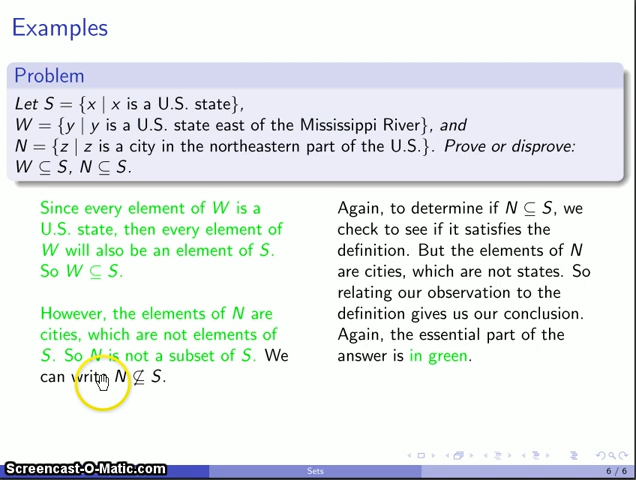 Examples
Problem
Let S = {x | x is a U.S. state},
W = {y | y is a U.S. state east of the Mississippi River}, and
N = {z | z is a city in the northeastern part of the U.S.}. Prove or disprove:
W ⊆ S, N ⊆ S.
Since every element of W is a
U.S. state, then every element of
W will also be an element of S.
So W ⊆ S.
However, the elements of N are
cities, which are not elements of
S. So N is not a subset of S. We
can write N ⊈ S.
Again, to determine if N ⊆ S, we
check to see if it satisfies the
definition. But the elements of N
are cities, which are not states. So
relating our observation to the
definition gives us our conclusion.
Again, the essential part of the
answer is in green.
Screencast-O-Matic.com
Sets
6 / 6